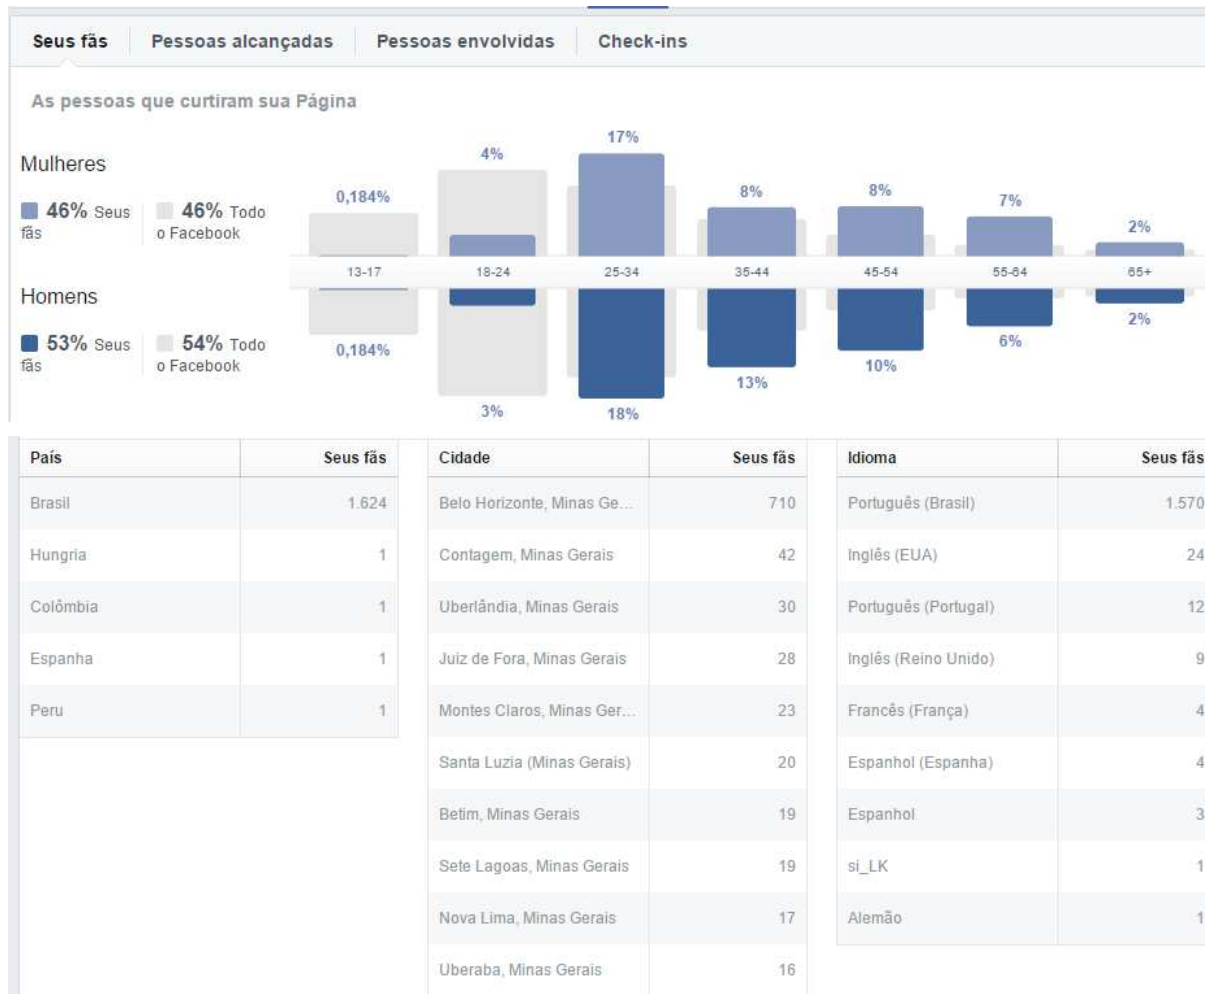 Seus fãs Pessoas alcançadas Pessoas envolvidas Check-ins
As pessoas que curtiram sua Página
Mulheres
46% Seus fãs
46% Todo o Facebook
0,184% 4% 17% 8% 8% 7% 2%
13-17 18-24 25-34 35-44 45-54 55-64 65+
Homens
53% Seus fãs
54% Todo o Facebook
0,184% 3% 18% 13% 10% 6% 2%
País Seus fãs
Brasil 1.624
Hungria 1
Colômbia 1
Espanha 1
Peru 1
Cidade Seus fãs
Belo Horizonte, Minas Ge...
710
Contagem, Minas Gerais 42
Uberlândia, Minas Gerais 30
Juiz de Fora, Minas Gerais 28
Montes Claros, Minas Ger... 23
Santa Luzia (Minas Gerais) 20
Betim, Minas Gerais 19
Sete Lagoas, Minas Gerais 19
Nova Lima, Minas Gerais 17
Uberaba, Minas Gerais 16
Idioma Seus fãs
Português (Brasil) 1.570
Inglês (EUA) 24
Português (Portugal) 12
Inglês (Reino Unido) 9
Francês (França) 4
Espanhol (Espanha) 4
Espanhol 3
si_LK 1
Alemão 1